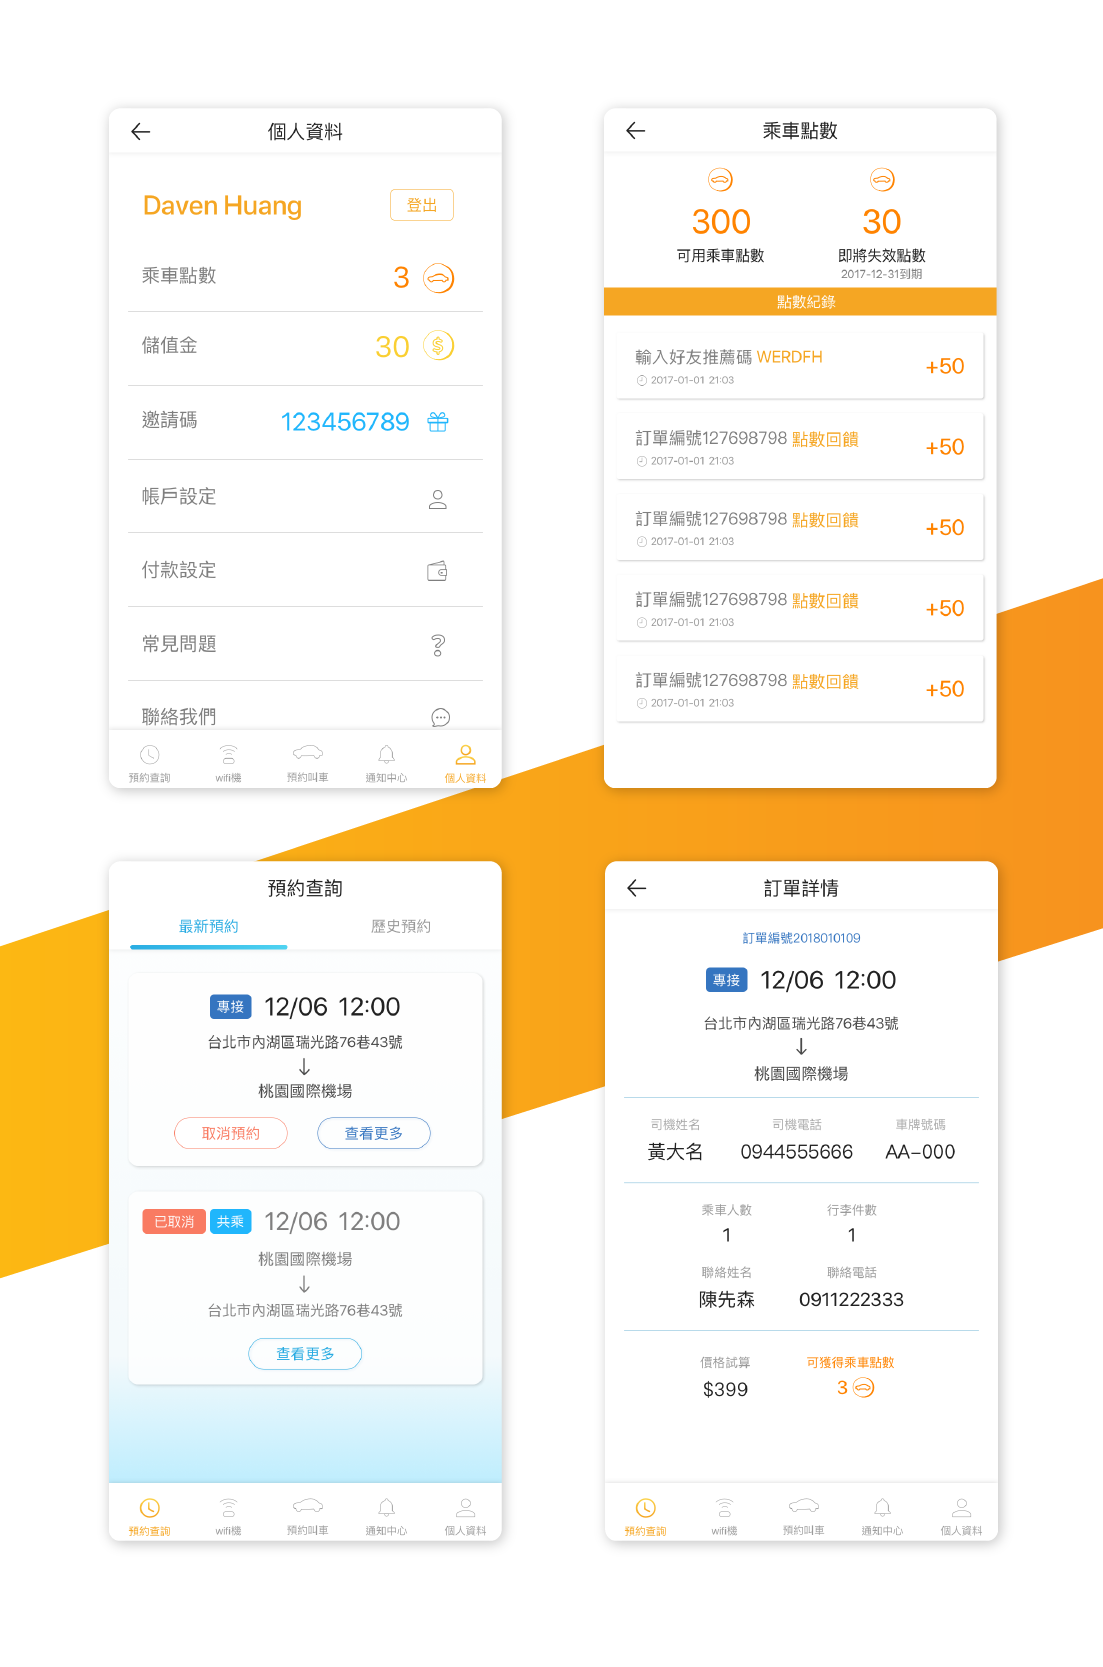 個人資料
Daven Huang
登出
乘車點數 3
儲值金 30
邀請碼 123456789
帳戶設定
付款設定
常見問題
聯絡我們
預約查詢 wifi機 預約叫車 通知中心 個人資料
乘車點數
300 30
可用乘車點數 即將失效點數
2017-12-31到期
點數紀錄
輸入好友推薦碼 WERDFH +50
2017-01-01 21:03
訂單編號127698798 點數回饋 +50
2017-01-01 21:03
訂單編號127698798 點數回饋 +50
2017-01-01 21:03
訂單編號127698798 點數回饋 +50
2017-01-01 21:03
訂單編號127698798 點數回饋 +50
2017-01-01 21:03
預約查詢
最新預約 歷史預約
專接 12/06 12:00
台北市內湖區瑞光路76巷43號
↓
桃園國際機場
取消預約 查看更多
已取消 共乘 12/06 12:00
桃園國際機場
↓
台北市內湖區瑞光路76巷43號
查看更多
預約查詢 wifi機 預約叫車 通知中心 個人資料
訂單詳情
訂單編號2018010109
專接 12/06 12:00
台北市內湖區瑞光路76巷43號
↓
桃園國際機場
司機姓名 司機電話 車牌號碼
黃大名 0944555666 AA-000
乘車人數 行李件數
1 1
聯絡姓名 聯絡電話
陳先森 0911222333
價格試算 可獲得乘車點數
$399 3
預約查詢 wifi機 預約叫車 通知中心 個人資料